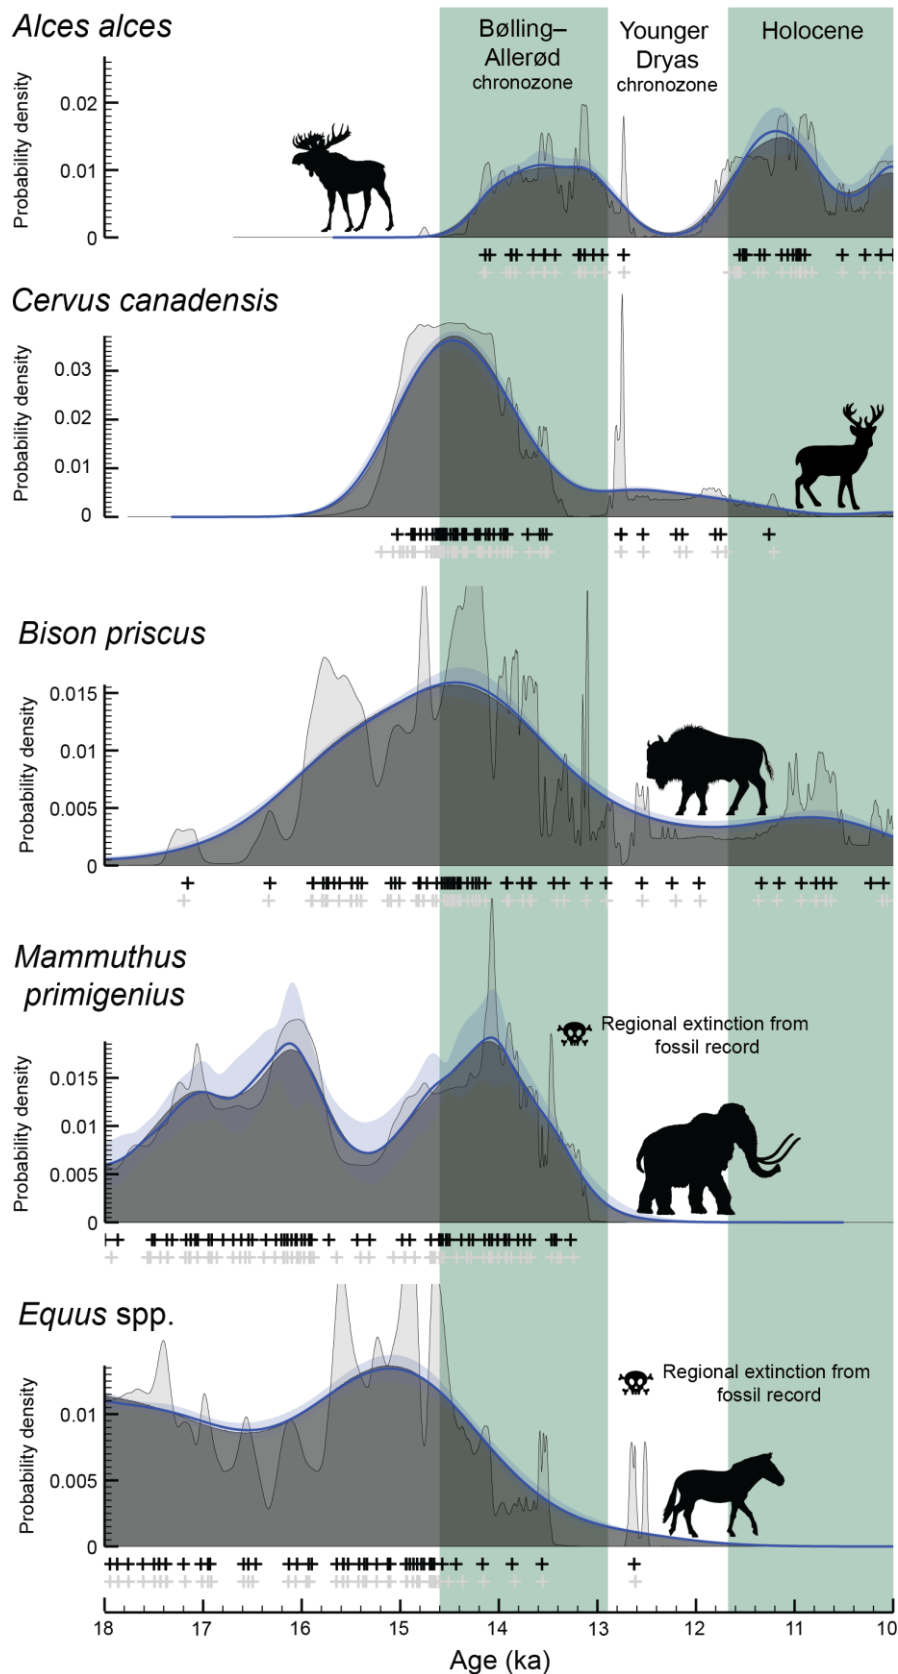 Alces alces
Bølling–
Allerød
chronozone
Younger
Dryas
chronozone
Holocene
Probability density
0.02
0.01
0
Cervus canadensis
Probability density
0.03
0.02
0.01
0
Bison priscus
Probability density
0.015
0.010
0.005
0
Mammuthus
primigenius
Regional extinction from
fossil record
Probability density
0.015
0.010
0.005
0
Equus spp.
Regional extinction from
fossil record
Probability density
0.01
0.005
0
18 17 16 15 14 13 12 11 10
Age (ka)